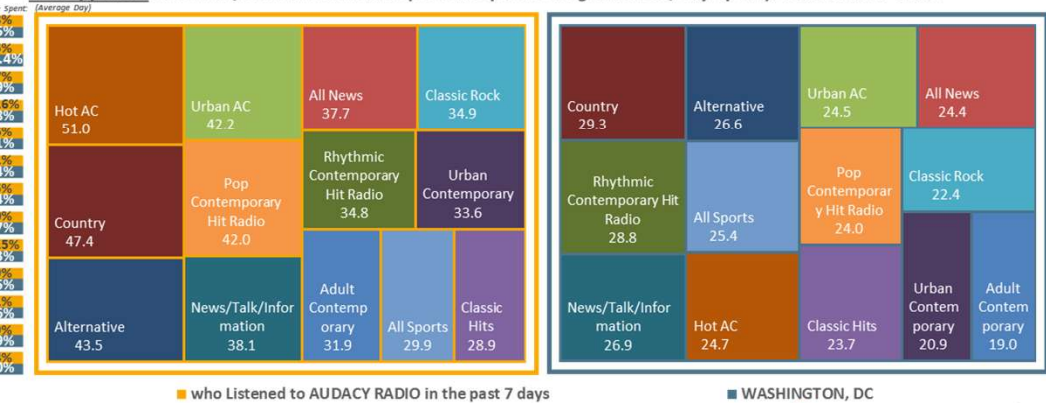 Spent: (Average Day)
Hot AC
51.0
Urban AC
42.2
All News
37.7
Classic Rock
34.9
Country
47.4
Pop
Contemporary
Hit Radio
42.0
Rhythmic
Contemporary
Hit Radio
34.8
Urban
Contemporary
33.6
Alternative
43.5
News/Talk/Infor
mation
38.1
Adult
Contemp
orary
31.9
All Sports
29.9
Classic
Hits
28.9
Country
29.3
Alternative
26.6
Urban AC
24.5
All News
24.4
Rhythmic
Contemporary Hit
Radio
28.8
All Sports
25.4
Pop
Contemporar
y Hit Radio
24.0
Classic Rock
22.4
News/Talk/Infor
mation
26.9
Hot AC
24.7
Classic Hits
23.7
Urban
Contem
porary
20.9
Adult
Contem
porary
19.0
who Listened to AUDACY RADIO in the past 7 days
WASHINGTON, DC